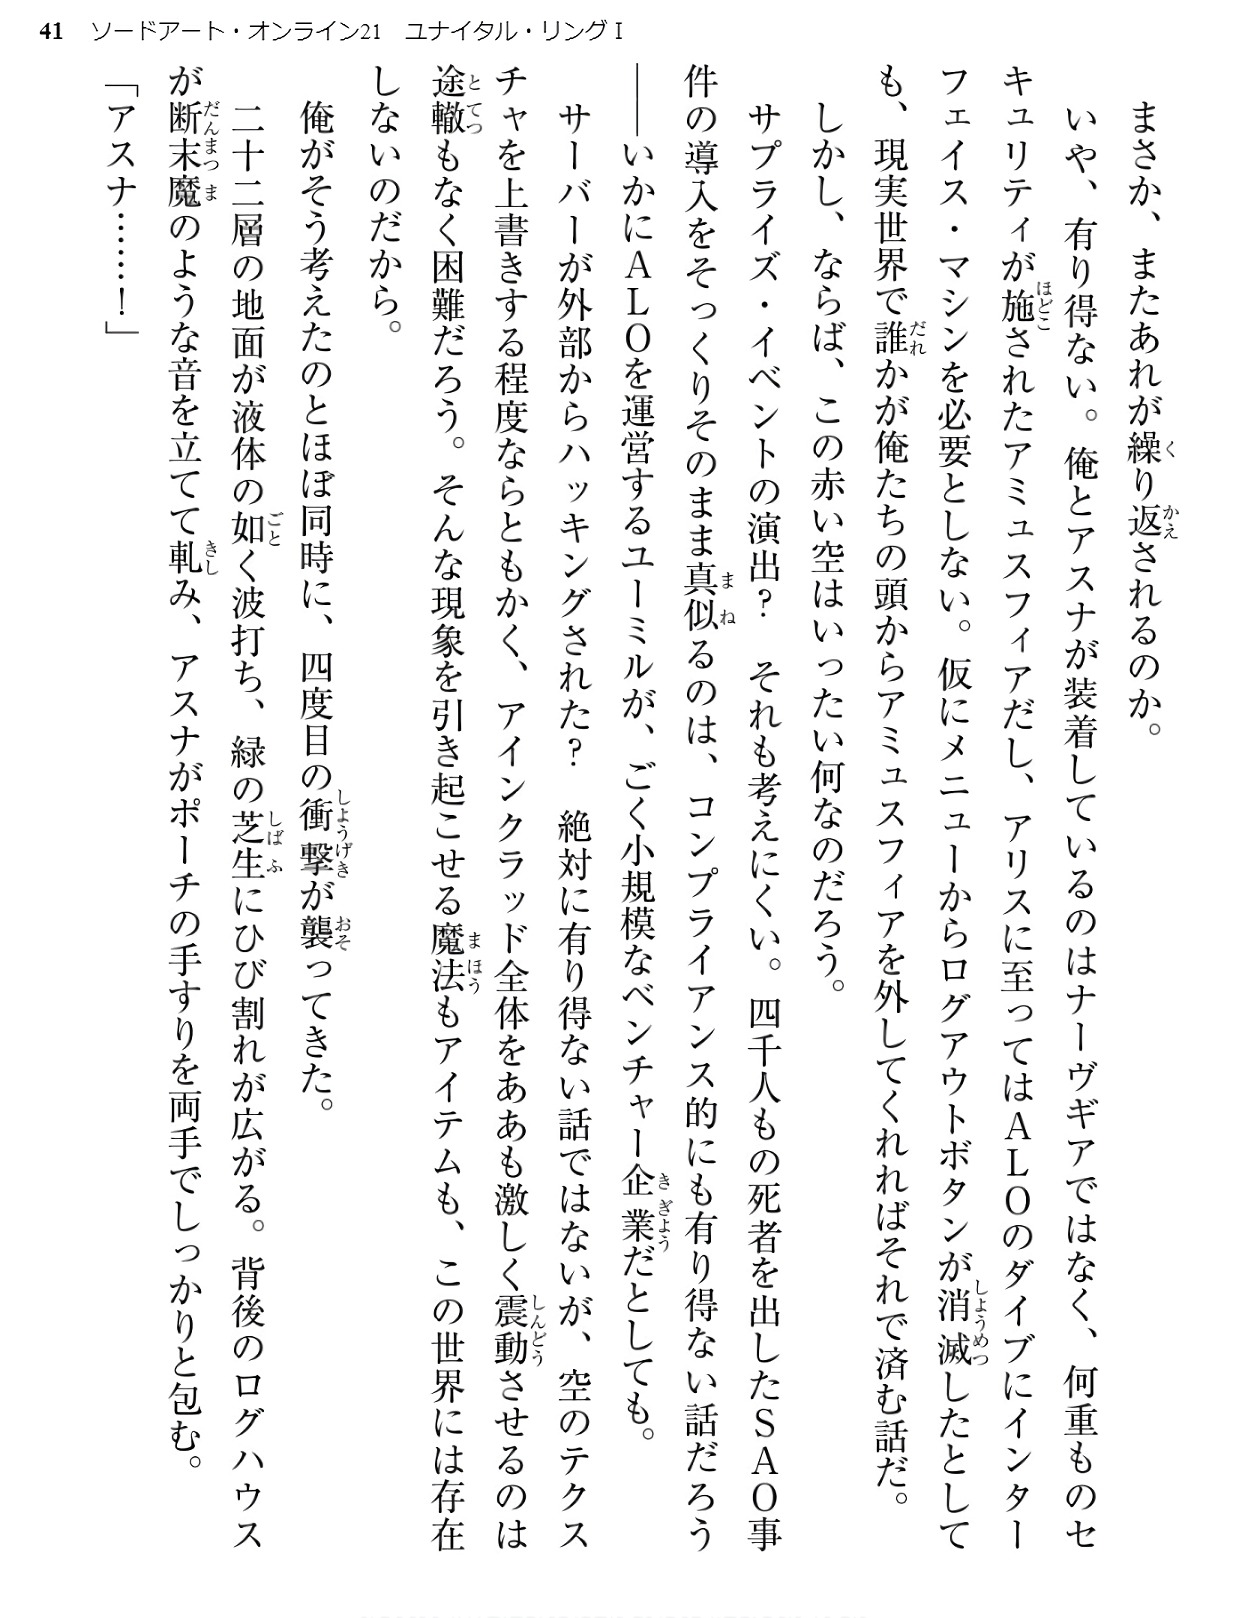 41 ソードアート・オンライン21 ユナイタル・リングⅠ
　まさか、またあれが繰り返されるのか。
　いや、有り得ない。俺とアスナが装着しているのはナーヴギアではなく、何重ものセ
キュリティが施されたアミュスフィアだし、アリスに至ってはＡＬＯのダイブにインター
フェイス・マシンを必要としない。仮にメニューからログアウトボタンが消滅したとして
も、現実世界で誰かが俺たちの頭からアミュスフィアを外してくれればそれで済む話だ。
　しかし、ならば、この赤い空はいったい何なのだろう。
　サプライズ・イベントの演出？　それも考えにくい。四千人もの死者を出したＳＡＯ事
件の導入をそっくりそのまま真似るのは、コンプライアンス的にも有り得ない話だろう
――いかにＡＬＯを運営するユーミルが、ごく小規模なベンチャー企業だとしても。
　サーバーが外部からハッキングされた？　絶対に有り得ない話ではないが、空のテクス
チャを上書きする程度ならともかく、アインクラッド全体をああも激しく震動させるのは
途轍もなく困難だろう。そんな現象を引き起こせる魔法もアイテムも、この世界には存在
しないのだから。
　俺がそう考えたのとほぼ同時に、四度目の衝撃が襲ってきた。
　二十二層の地面が液体の如く波打ち、緑の芝生にひび割れが広がる。背後のログハウス
が断末魔のような音を立てて軋み、アスナがポーチの手すりを両手でしっかりと包む。
「アスナ……！」